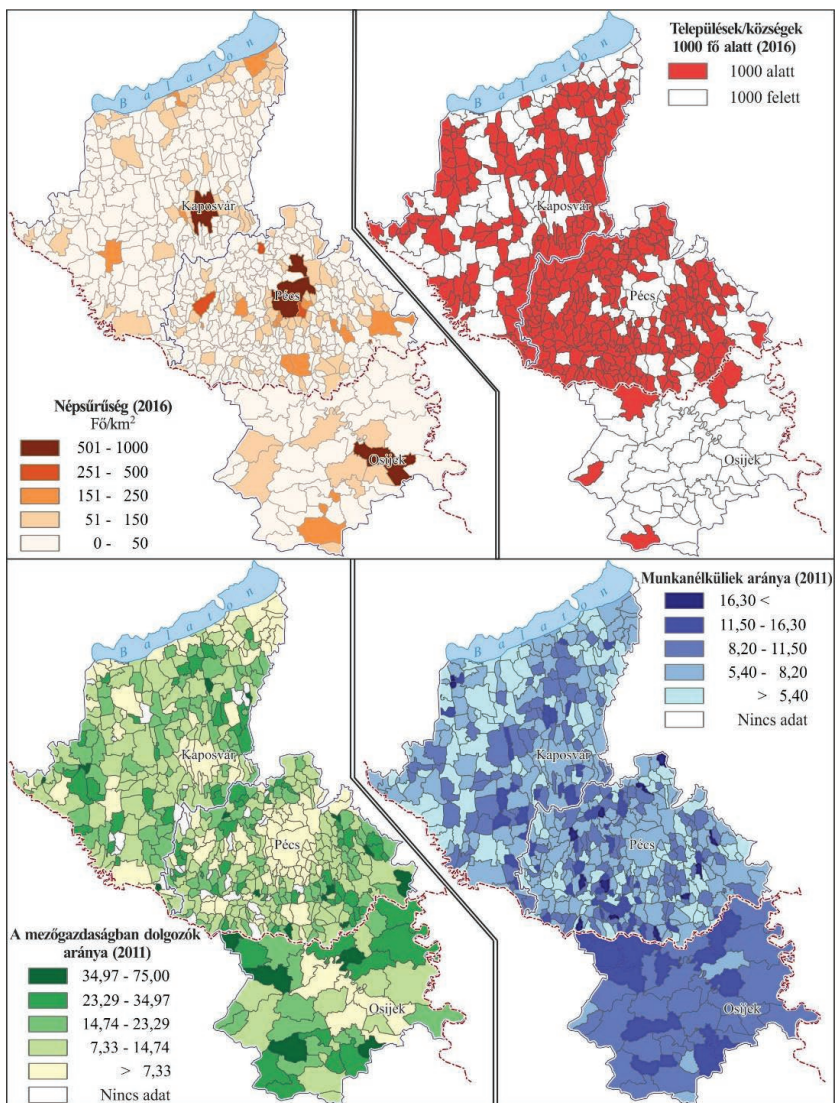 Balaton
Kaposvár
Pécs
Népsűrűség (2016)
Fő/km²
501 - 1000
251 - 500
151 - 250
51 - 150
0 - 50
Osijek
Települések/községek
1000 fő alatt (2016)
1000 alatt
1000 felett
Balaton
Kaposvár
Pécs
Osijek
Balaton
Kaposvár
Pécs
A mezőgazdaságban dolgozók
aránya (2011)
34,97 - 75,00
23,29 - 34,97
14,74 - 23,29
7,33 - 14,74
> 7,33
Nincs adat
Osijek
Munkanélküliek aránya (2011)
16,30 <
11,50 - 16,30
8,20 - 11,50
5,40 - 8,20
> 5,40
Nincs adat
Balaton
Kaposvár
Pécs
Osijek